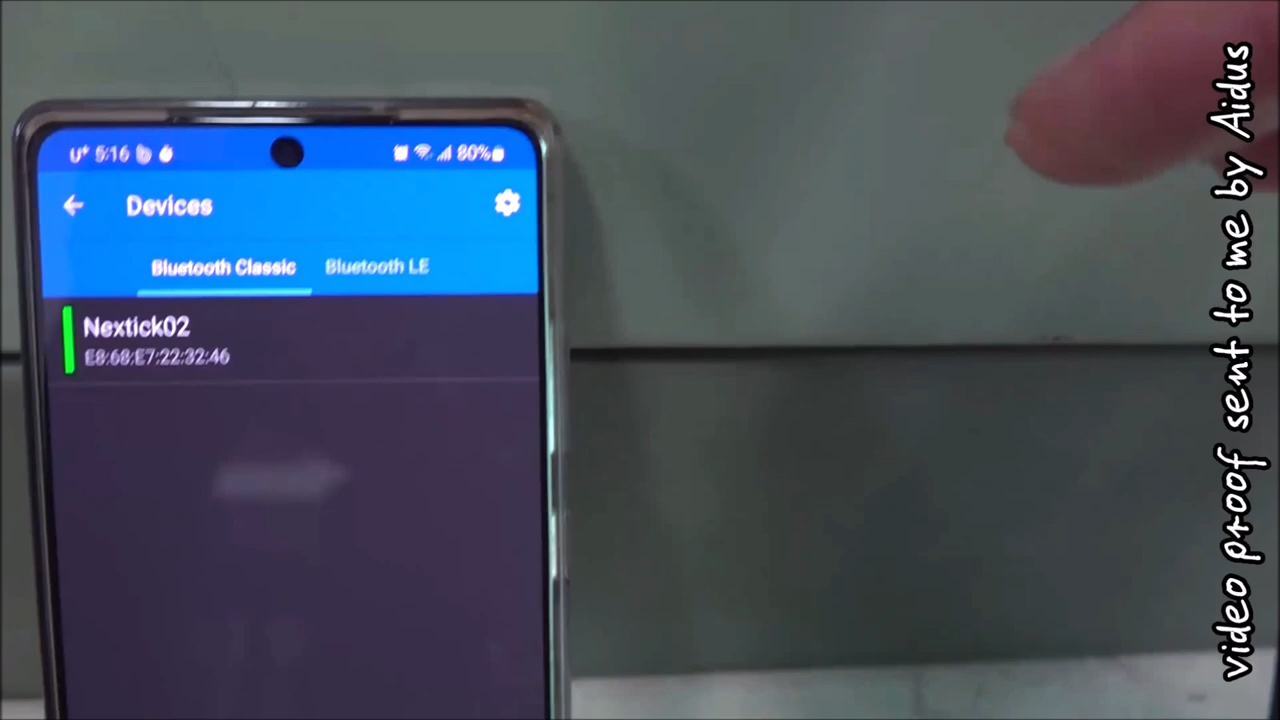 U+ 5:16
80%
Devices
Bluetooth Classic
Bluetooth LE
Nextick02
E8:68:E7:22:32:46
video proof sent to me by Aidus